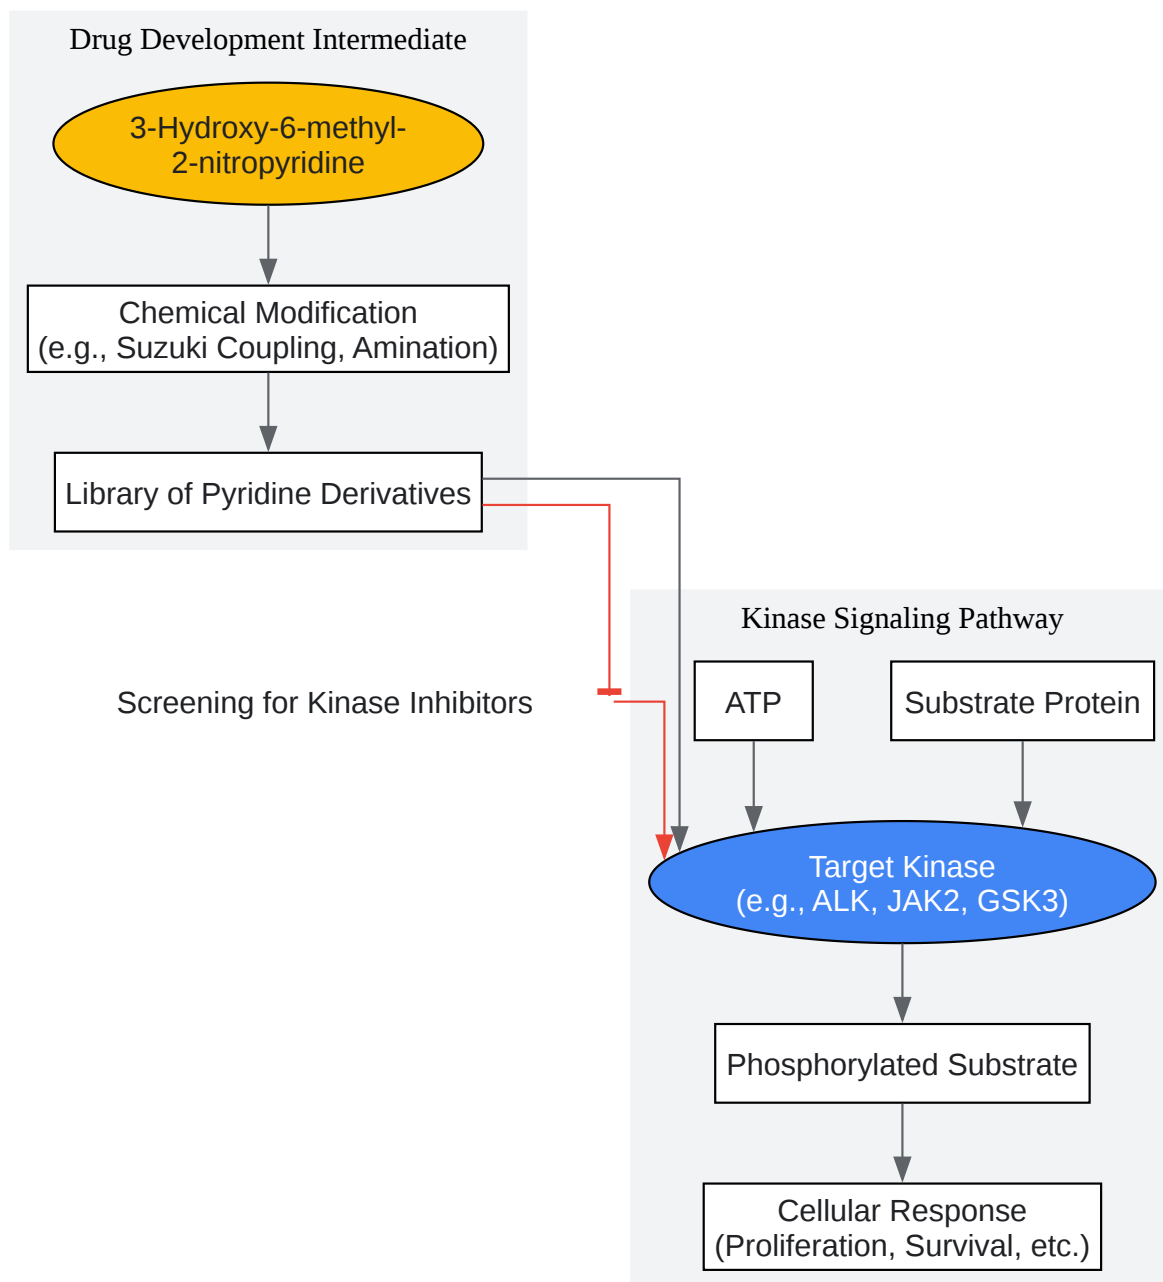 Drug Development Intermediate
3-Hydroxy-6-methyl-
2-nitropyridine
Chemical Modification
(e.g., Suzuki Coupling, Amination)
Library of Pyridine Derivatives
Screening for Kinase Inhibitors
Kinase Signaling Pathway
ATP
Substrate Protein
Target Kinase
(e.g., ALK, JAK2, GSK3)
Phosphorylated Substrate
Cellular Response
(Proliferation, Survival, etc.)